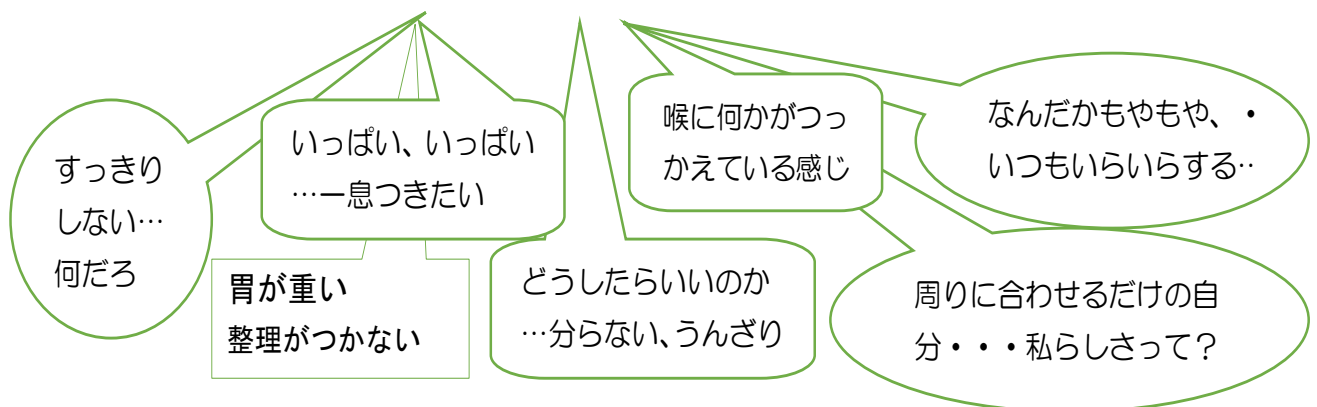 すっきり
しない…
何だろ
いっぱい、いっぱい
…一息つきたい
胃が重い
整理がつかない
どうしたらいいのか
…分らない、うんざり
喉に何かがつっ
かえている感じ
なんだかもやもや、・
いつもいらいらする‥
周りに合わせるだけの自
分・・・私らしさって？